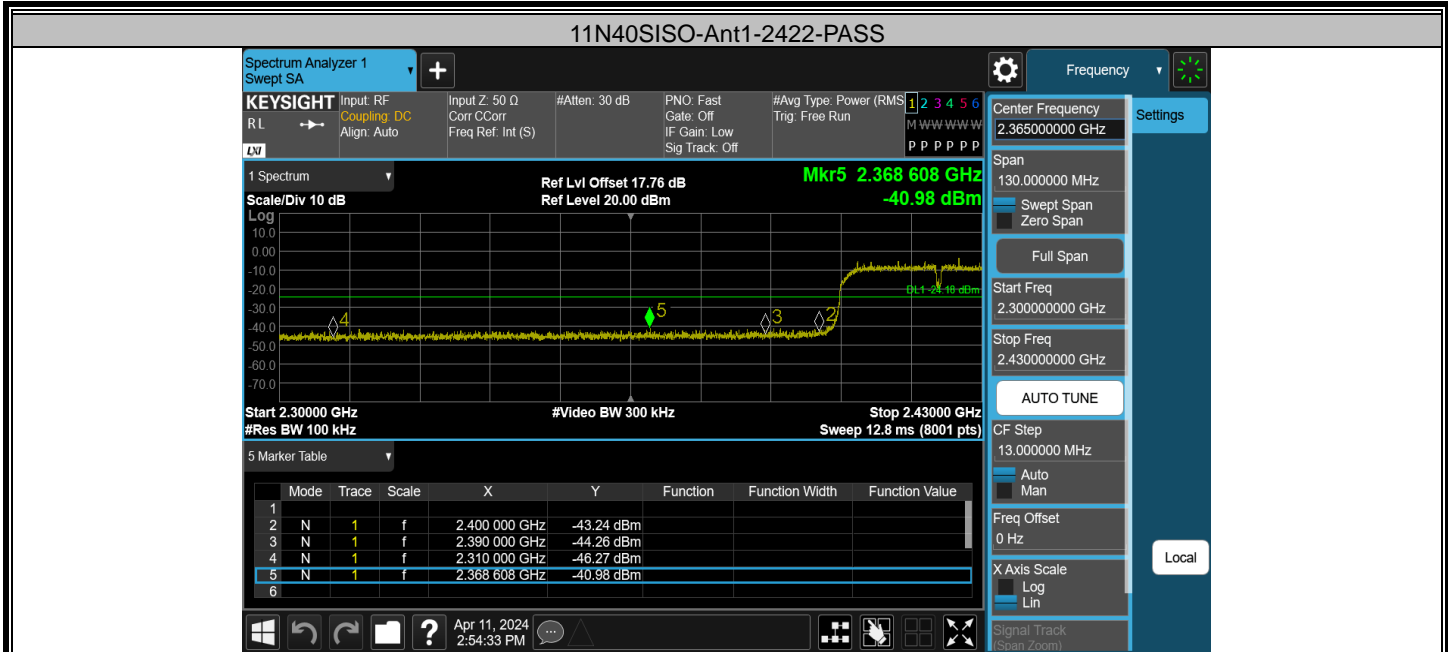 11N40SISO-Ant1-2422-PASS
Spectrum Analyzer 1
Swept SA
+
Frequency
KEYSIGHT
RL
LXI
Input: RF
Coupling: DC
Align: Auto
Input Z: 50 Ω
Corr CCorr
Freq Ref: Int (S)
#Atten: 30 dB
PNO: Fast
Gate: Off
IF Gain: Low
Sig Track: Off
#Avg Type: Power (RMS
Trig: Free Run
1 2 3 4 5 6
M W W W W W
P P P P P P
1 Spectrum
Scale/Div 10 dB
Ref Lvl Offset 17.76 dB
Ref Level 20.00 dBm
Mkr5 2.368 608 GHz
-40.98 dBm
Log
10.0
0.00
-10.0
-20.0
-30.0
-40.0
-50.0
-60.0
-70.0
DL1 -24.18 dBm
4
5
3
2
Start 2.30000 GHz
#Video BW 300 kHz
Stop 2.43000 GHz
#Res BW 100 kHz
Sweep 12.8 ms (8001 pts)
5 Marker Table
Mode Trace Scale X Y Function Function Width Function Value
1
2 N 1 f 2.400 000 GHz -43.24 dBm
3 N 1 f 2.390 000 GHz -44.26 dBm
4 N 1 f 2.310 000 GHz -46.27 dBm
5 N 1 f 2.368 608 GHz -40.98 dBm
6
?
Apr 11, 2024
2:54:33 PM
Center Frequency
2.365000000 GHz
Settings
Span
130.000000 MHz
Swept Span
Zero Span
Full Span
Start Freq
2.300000000 GHz
Stop Freq
2.430000000 GHz
AUTO TUNE
CF Step
13.000000 MHz
Auto
Man
Freq Offset
0 Hz
X Axis Scale
Log
Lin
Local
Signal Track
(Span Zoom)